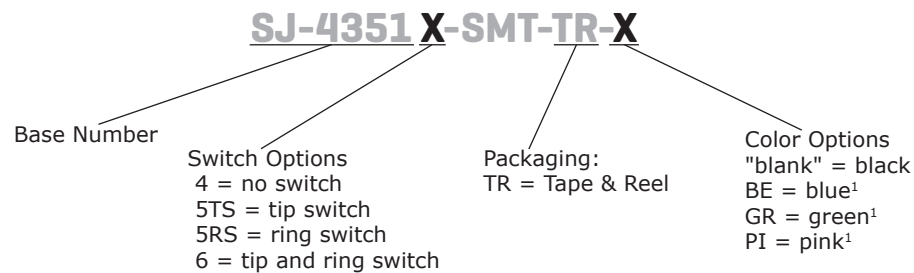 SJ-4351 X-SMT-TR-X
Base Number
Switch Options
4 = no switch
5TS = tip switch
5RS = ring switch
6 = tip and ring switch
Packaging:
TR = Tape & Reel
Color Options
"blank" = black
BE = blue¹
GR = green¹
PI = pink¹